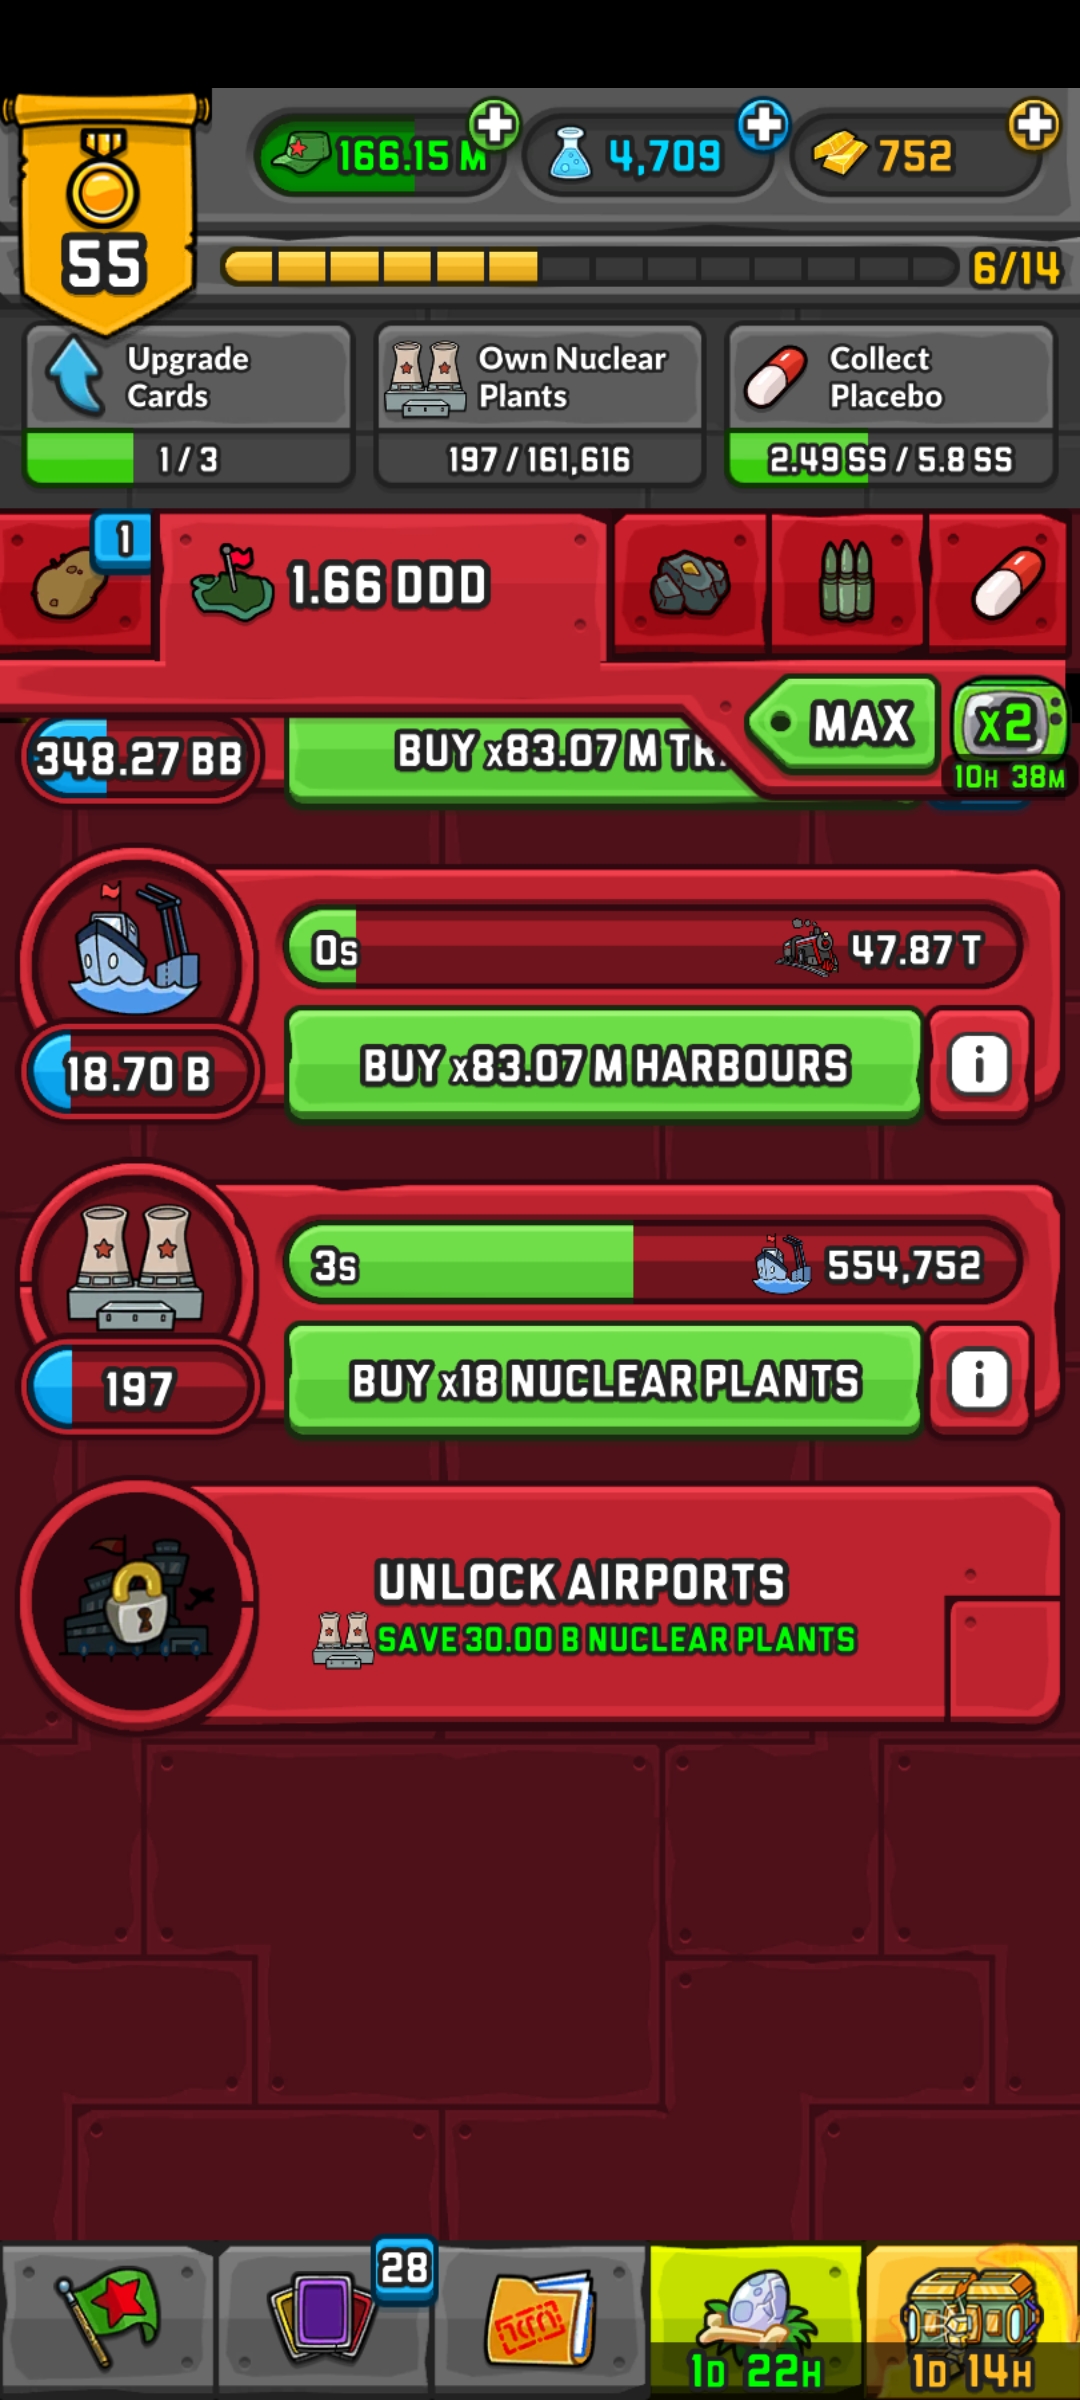 55
166.15 M
4,709
752
6/14
Upgrade
Cards
1 / 3
Own Nuclear
Plants
197 / 161,616
Collect
Placebo
2.49 SS / 5.8 SS
1
1.66 DDD
MAX
x2
10H 38M
348.27 BB
BUY x83.07 M
0s
47.87 T
18.70 B
BUY x83.07 M HARBOURS
i
3s
554,752
197
BUY x18 NUCLEAR PLANTS
i
UNLOCK AIRPORTS
SAVE 30.00 B NUCLEAR PLANTS
28
1D 22H
1D 14H